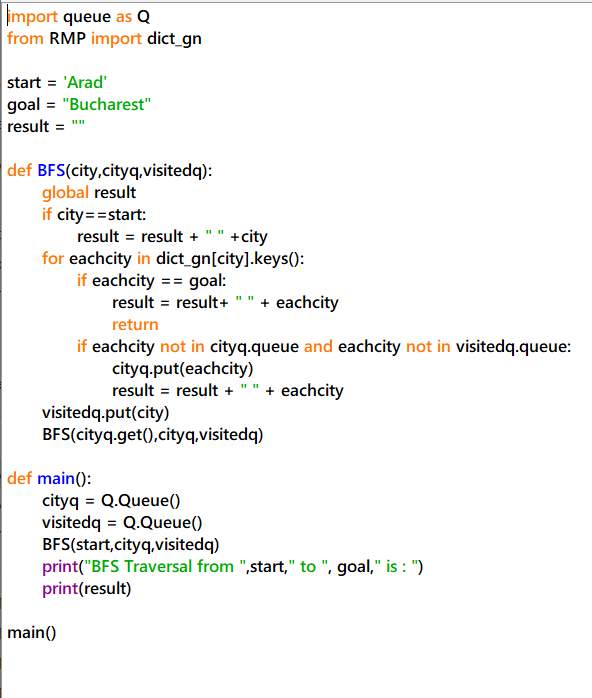 import queue as Q
from RMP import dict_gn

start = 'Arad'
goal = "Bucharest"
result = ""

def BFS(city,cityq,visitedq):
    global result
    if city==start:
        result = result + " " +city
    for eachcity in dict_gn[city].keys():
        if eachcity == goal:
            result = result+ " " + eachcity
            return
        if eachcity not in cityq.queue and eachcity not in visitedq.queue:
            cityq.put(eachcity)
            result = result + " " + eachcity
    visitedq.put(city)
    BFS(cityq.get(),cityq,visitedq)

def main():
    cityq = Q.Queue()
    visitedq = Q.Queue()
    BFS(start,cityq,visitedq)
    print("BFS Traversal from ",start," to ", goal," is : ")
    print(result)

main()